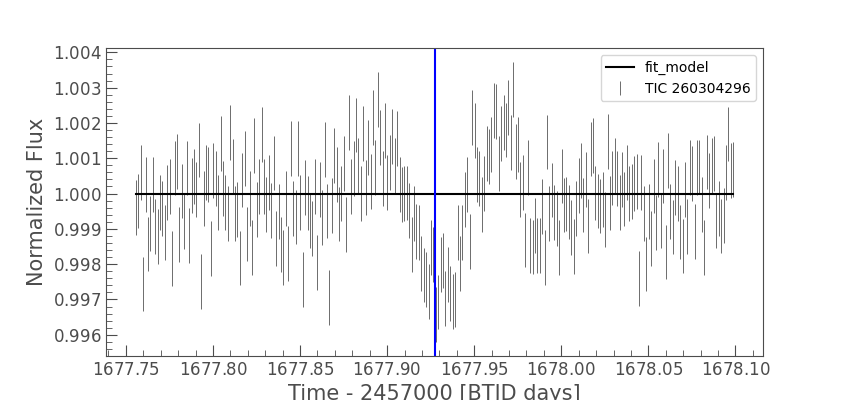 1.004
1.003
1.002
1.001
1.000
0.999
0.998
0.997
0.996
Normalized Flux
fit_model
TIC 260304296
1677.75 1677.80 1677.85 1677.90 1677.95 1678.00 1678.05 1678.10
Time - 2457000 [BTJD days]